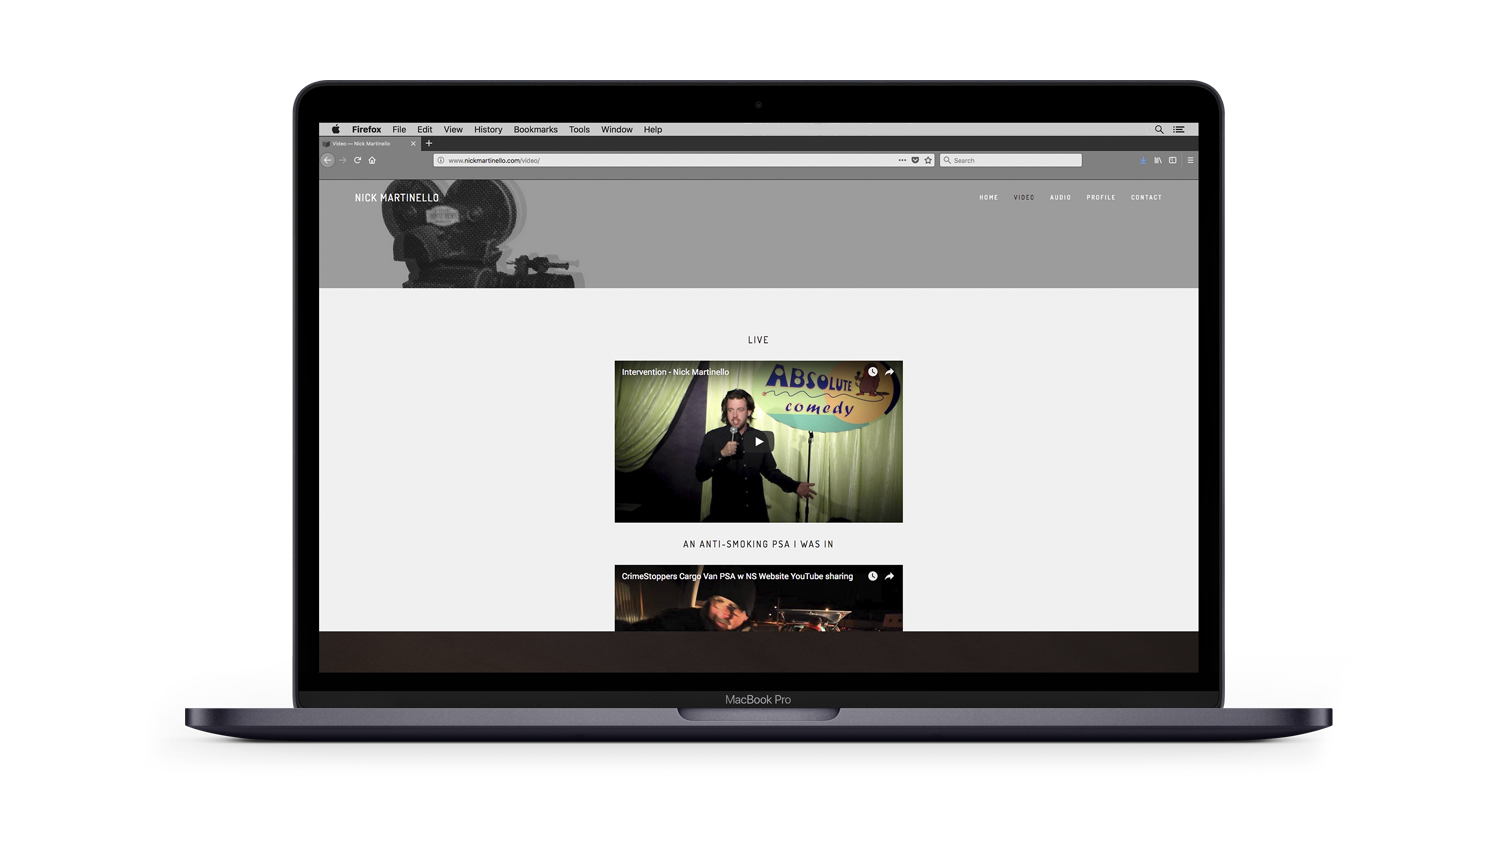 Firefox File Edit View History Bookmarks Tools Window Help
Video — Nick Martinello
www.nickmartinello.com/video/
Search
NICK MARTINELLO
HOME VIDEO AUDIO PROFILE CONTACT
LIVE
Intervention - Nick Martinello
ABSOLUTE
comedy
AN ANTI-SMOKING PSA I WAS IN
CrimeStoppers Cargo Van PSA w NS Website YouTube sharing
MacBook Pro